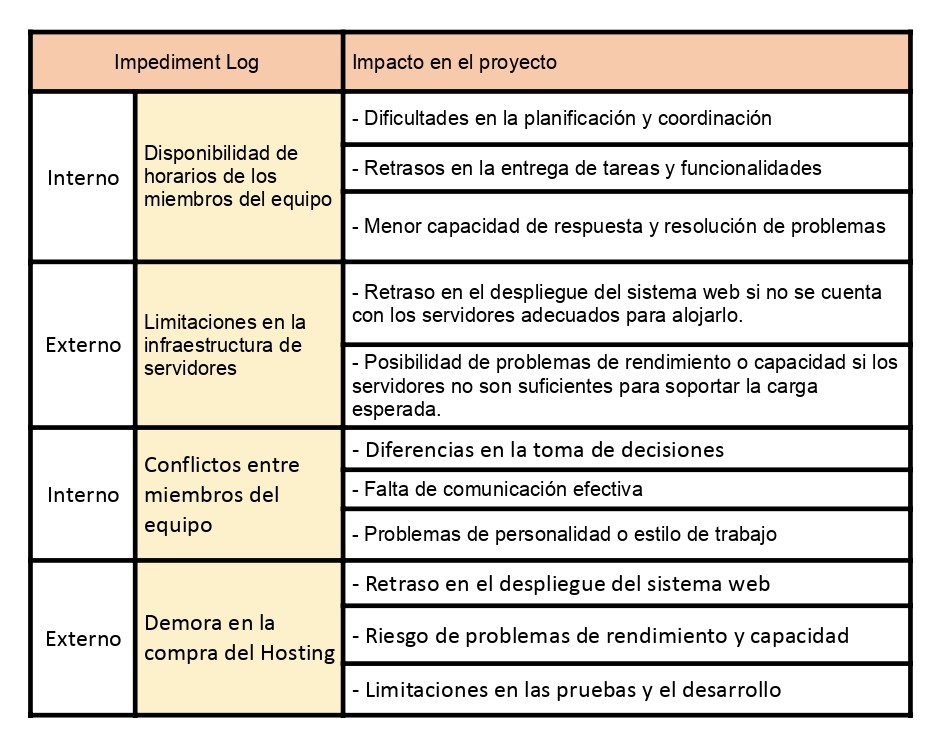 Impediment Log
Impacto en el proyecto
Interno
Disponibilidad de
horarios de los
miembros del equipo
- Dificultades en la planificación y coordinación
- Retrasos en la entrega de tareas y funcionalidades
- Menor capacidad de respuesta y resolución de problemas
Externo
Limitaciones en la
infraestructura de
servidores
- Retraso en el despliegue del sistema web si no se cuenta
con los servidores adecuados para alojarlo.
- Posibilidad de problemas de rendimiento o capacidad si los
servidores no son suficientes para soportar la carga
esperada.
Interno
Conflictos entre
miembros del
equipo
- Diferencias en la toma de decisiones
- Falta de comunicación efectiva
- Problemas de personalidad o estilo de trabajo
Externo
Demora en la
compra del Hosting
- Retraso en el despliegue del sistema web
- Riesgo de problemas de rendimiento y capacidad
- Limitaciones en las pruebas y el desarrollo